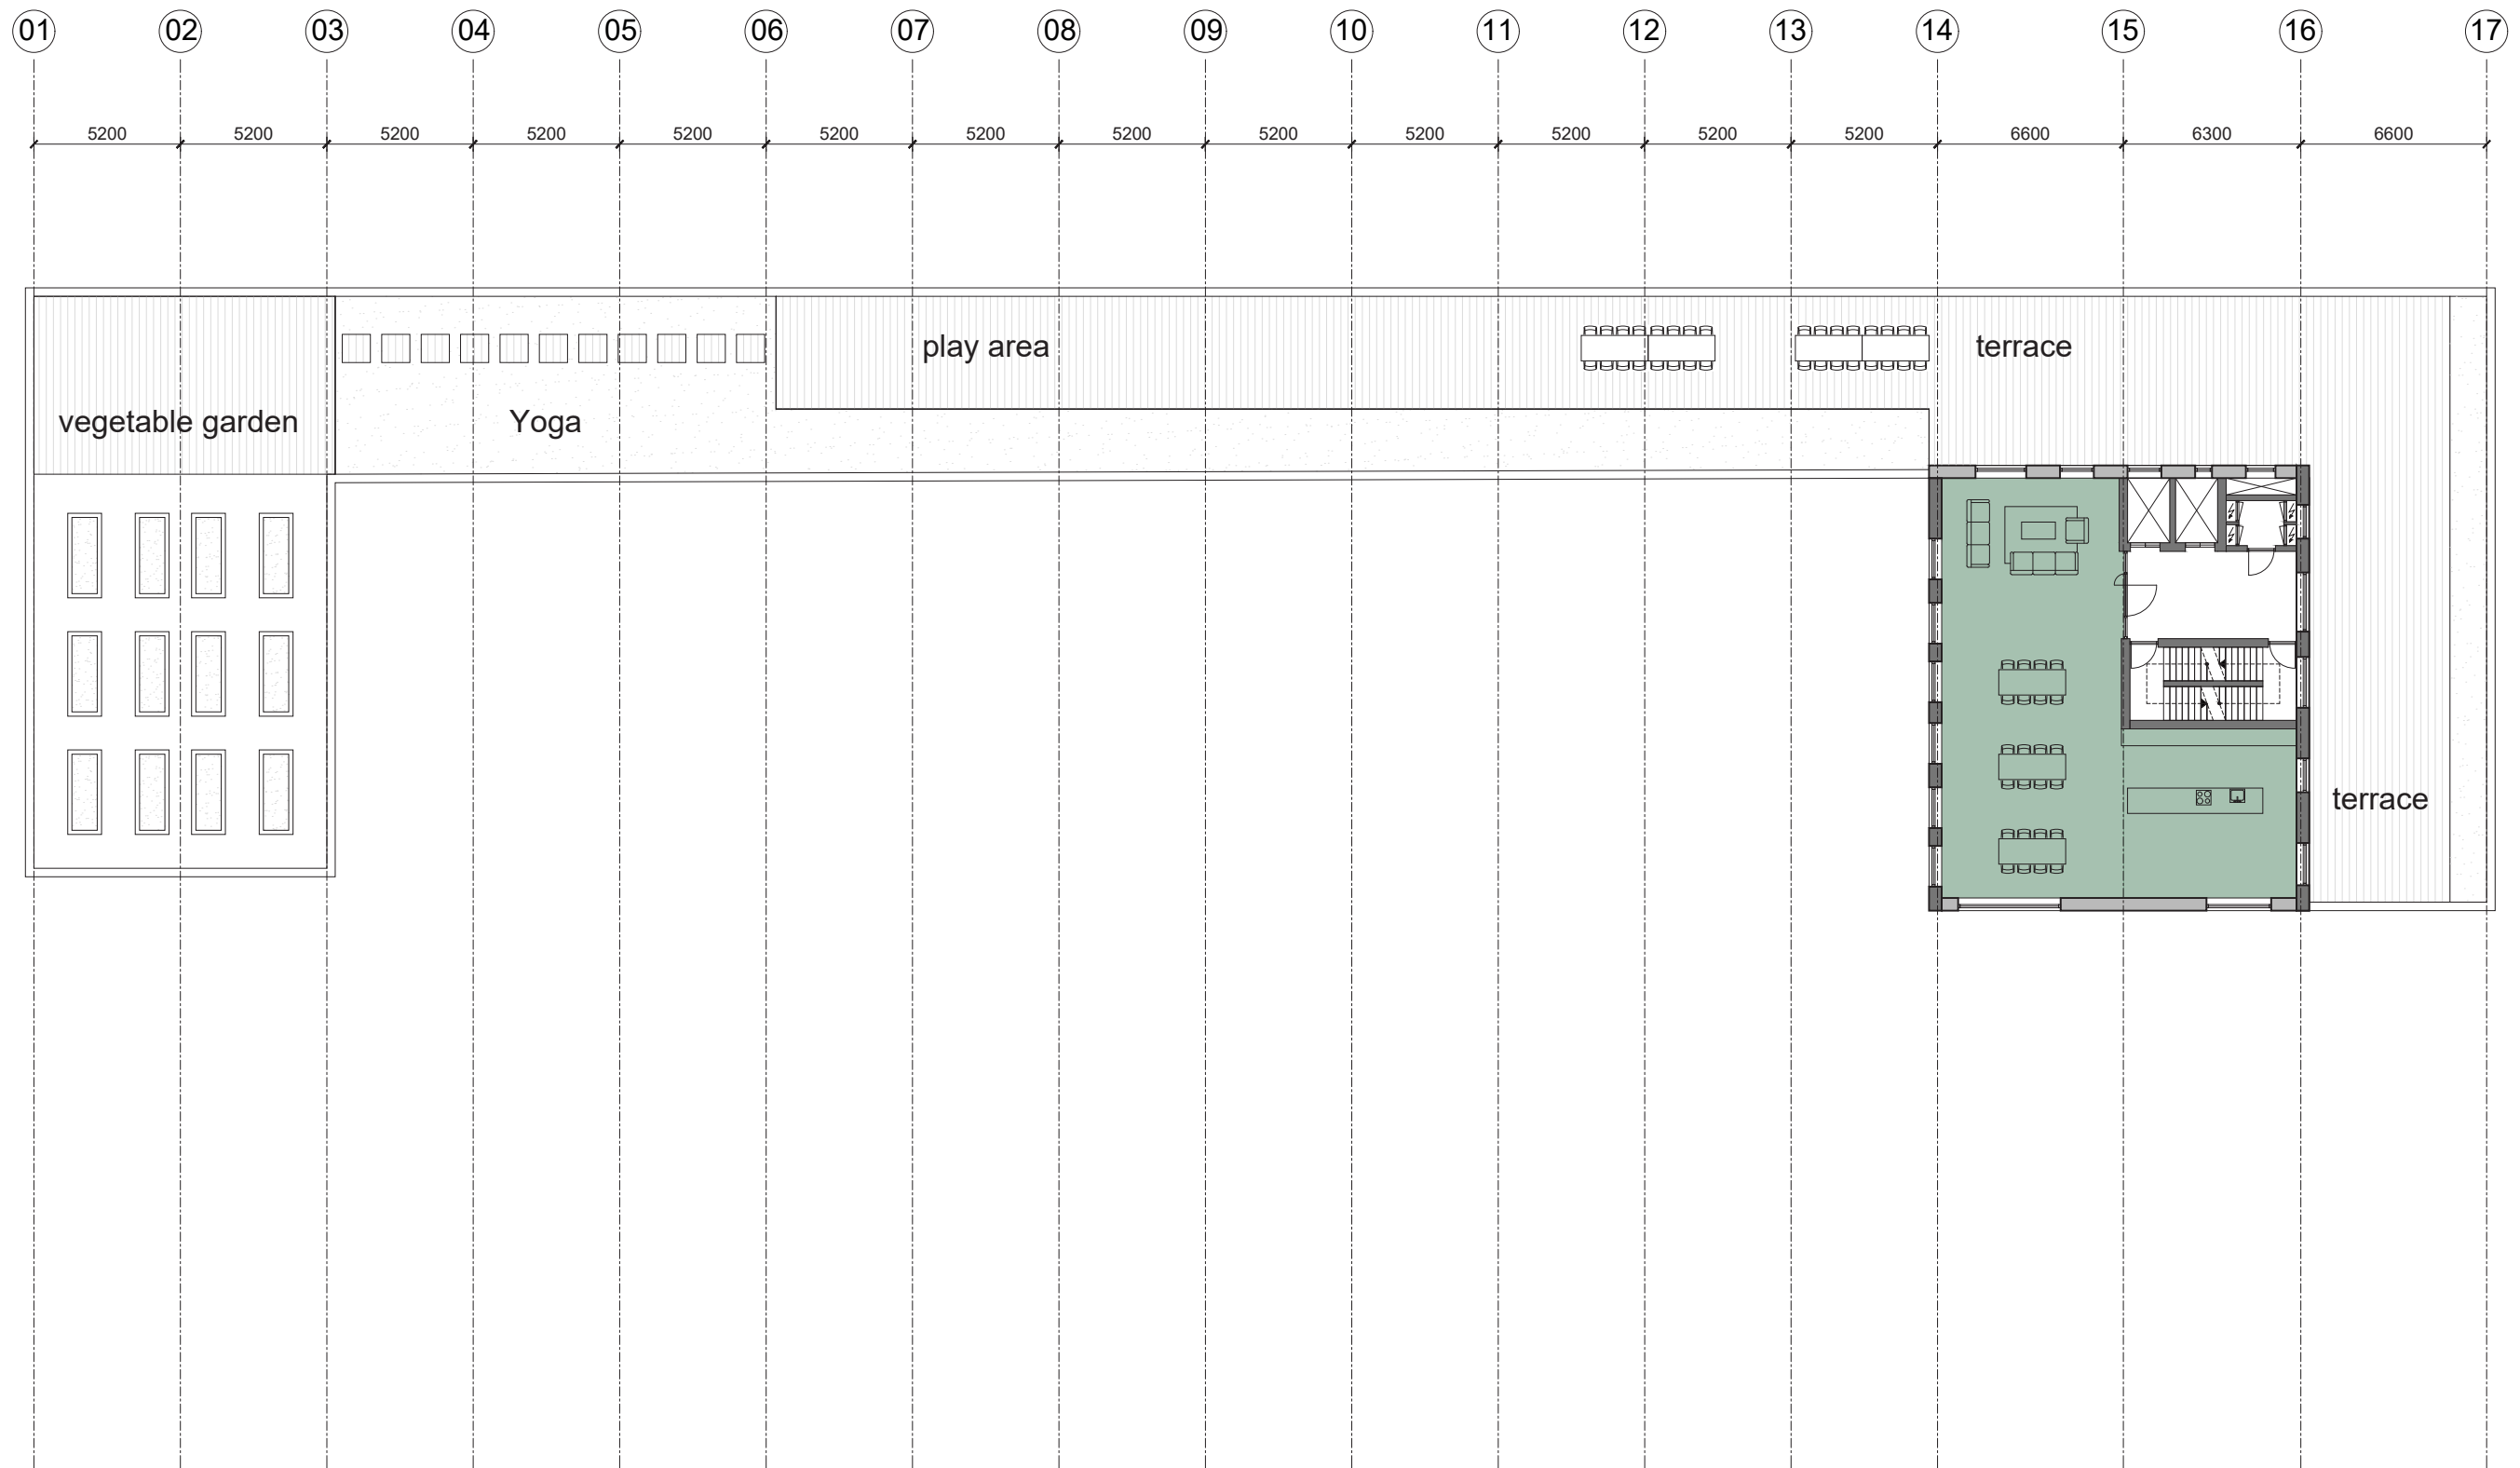 01 02 03 04 05 06 07 08 09 10 11 12 13 14 15 16 17
5200 5200 5200 5200 5200 5200 5200 5200 5200 5200 5200 5200 5200 6600 6300 6600
play area terrace
vegetable garden Yoga
terrace